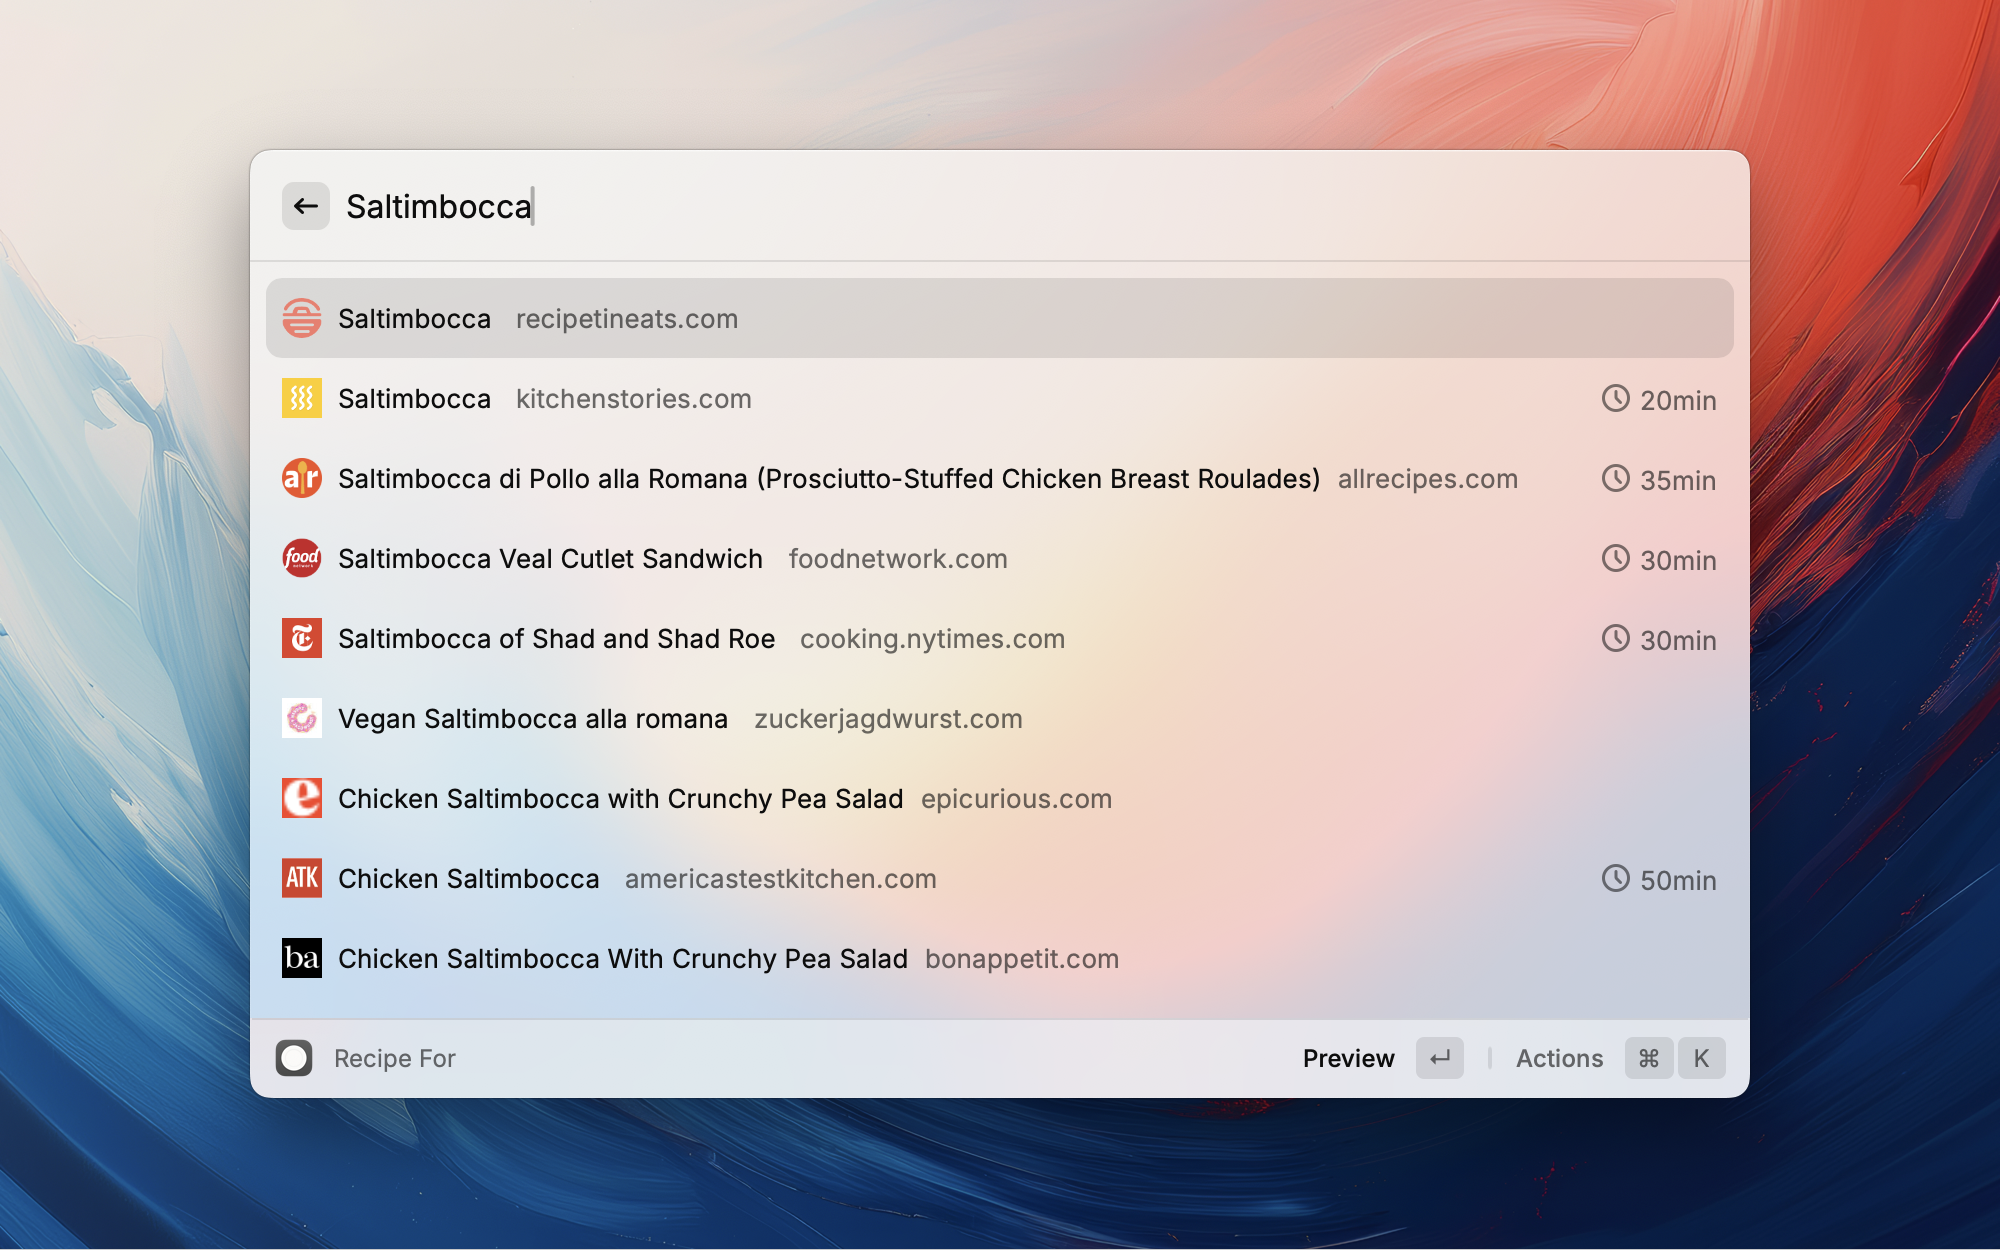 Saltimbocca
Saltimbocca recipetineats.com
Saltimbocca kitchenstories.com 20min
ar Saltimbocca di Pollo alla Romana (Prosciutto-Stuffed Chicken Breast Roulades) allrecipes.com 35min
food network Saltimbocca Veal Cutlet Sandwich foodnetwork.com 30min
T Saltimbocca of Shad and Shad Roe cooking.nytimes.com 30min
Vegan Saltimbocca alla romana zuckerjagdwurst.com
e Chicken Saltimbocca with Crunchy Pea Salad epicurious.com
ATK Chicken Saltimbocca americastestkitchen.com 50min
ba Chicken Saltimbocca With Crunchy Pea Salad bonappetit.com
Recipe For Preview ↵ Actions ⌘ K